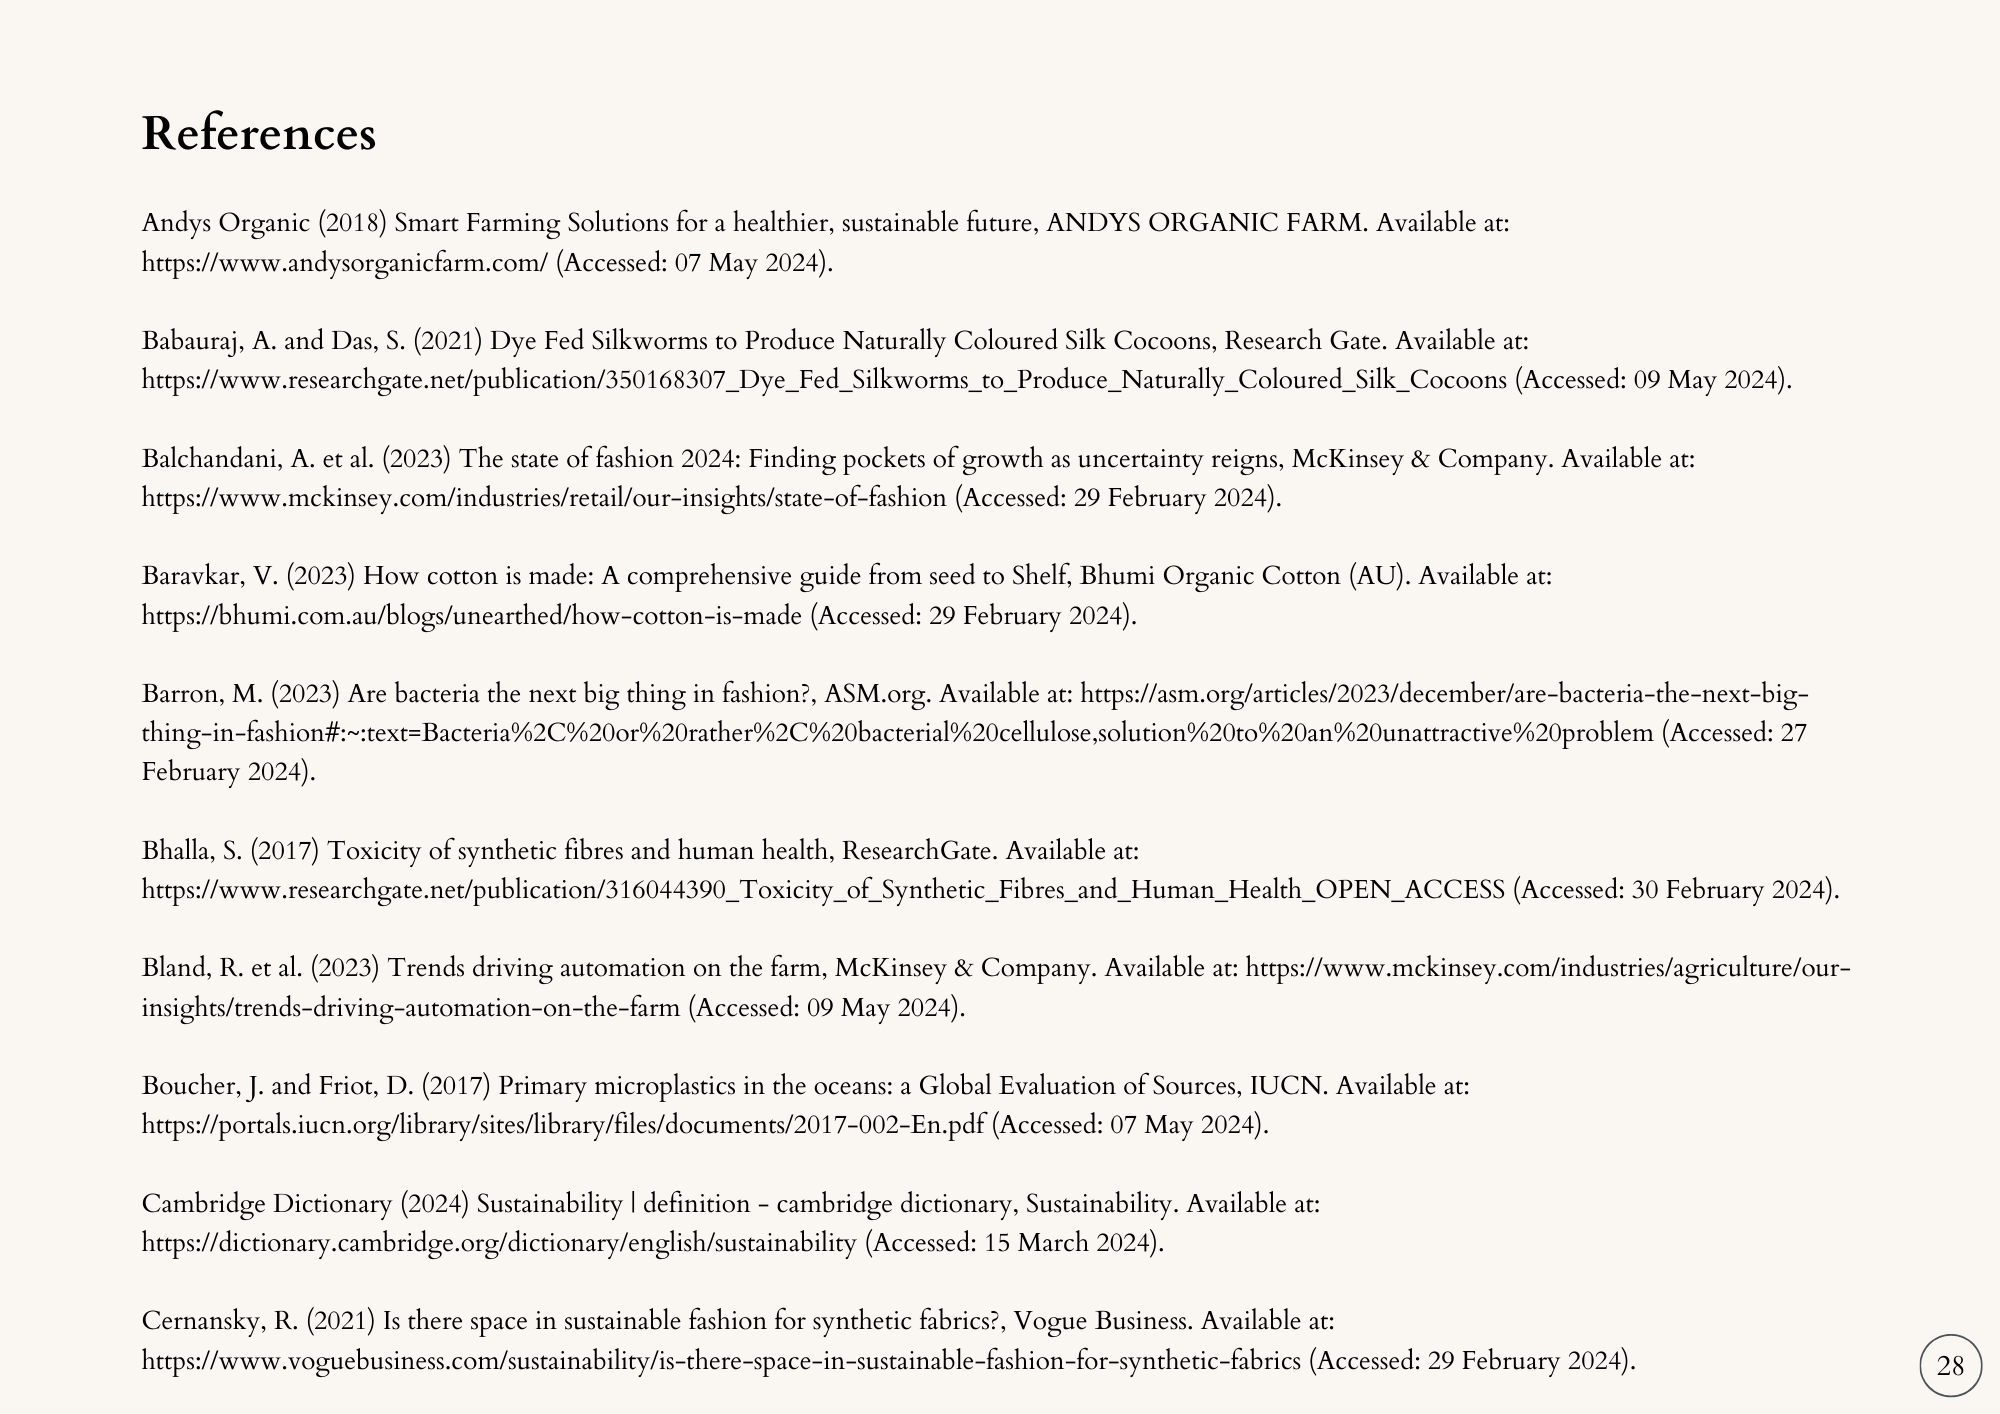 References
Andys Organic (2018) Smart Farming Solutions for a healthier, sustainable future, ANDYS ORGANIC FARM. Available at:
https://www.andysorganicfarm.com/ (Accessed: 07 May 2024).
Babauraj, A. and Das, S. (2021) Dye Fed Silkworms to Produce Naturally Coloured Silk Cocoons, Research Gate. Available at:
https://www.researchgate.net/publication/350168307_Dye_Fed_Silkworms_to_Produce_Naturally_Coloured_Silk_Cocoons (Accessed: 09 May 2024).
Balchandani, A. et al. (2023) The state of fashion 2024: Finding pockets of growth as uncertainty reigns, McKinsey & Company. Available at:
https://www.mckinsey.com/industries/retail/our-insights/state-of-fashion (Accessed: 29 February 2024).
Baravkar, V. (2023) How cotton is made: A comprehensive guide from seed to Shelf, Bhumi Organic Cotton (AU). Available at:
https://bhumi.com.au/blogs/unearthed/how-cotton-is-made (Accessed: 29 February 2024).
Barron, M. (2023) Are bacteria the next big thing in fashion?, ASM.org. Available at: https://asm.org/articles/2023/december/are-bacteria-the-next-big-
thing-in-fashion#:~:text=Bacteria%2C%20or%20rather%2C%20bacterial%20cellulose,solution%20to%20an%20unattractive%20problem (Accessed: 27
February 2024).
Bhalla, S. (2017) Toxicity of synthetic fibres and human health, ResearchGate. Available at:
https://www.researchgate.net/publication/316044390_Toxicity_of_Synthetic_Fibres_and_Human_Health_OPEN_ACCESS (Accessed: 30 February 2024).
Bland, R. et al. (2023) Trends driving automation on the farm, McKinsey & Company. Available at: https://www.mckinsey.com/industries/agriculture/our-
insights/trends-driving-automation-on-the-farm (Accessed: 09 May 2024).
Boucher, J. and Friot, D. (2017) Primary microplastics in the oceans: a Global Evaluation of Sources, IUCN. Available at:
https://portals.iucn.org/library/sites/library/files/documents/2017-002-En.pdf (Accessed: 07 May 2024).
Cambridge Dictionary (2024) Sustainability | definition - cambridge dictionary, Sustainability. Available at:
https://dictionary.cambridge.org/dictionary/english/sustainability (Accessed: 15 March 2024).
Cernansky, R. (2021) Is there space in sustainable fashion for synthetic fabrics?, Vogue Business. Available at:
https://www.voguebusiness.com/sustainability/is-there-space-in-sustainable-fashion-for-synthetic-fabrics (Accessed: 29 February 2024).
28